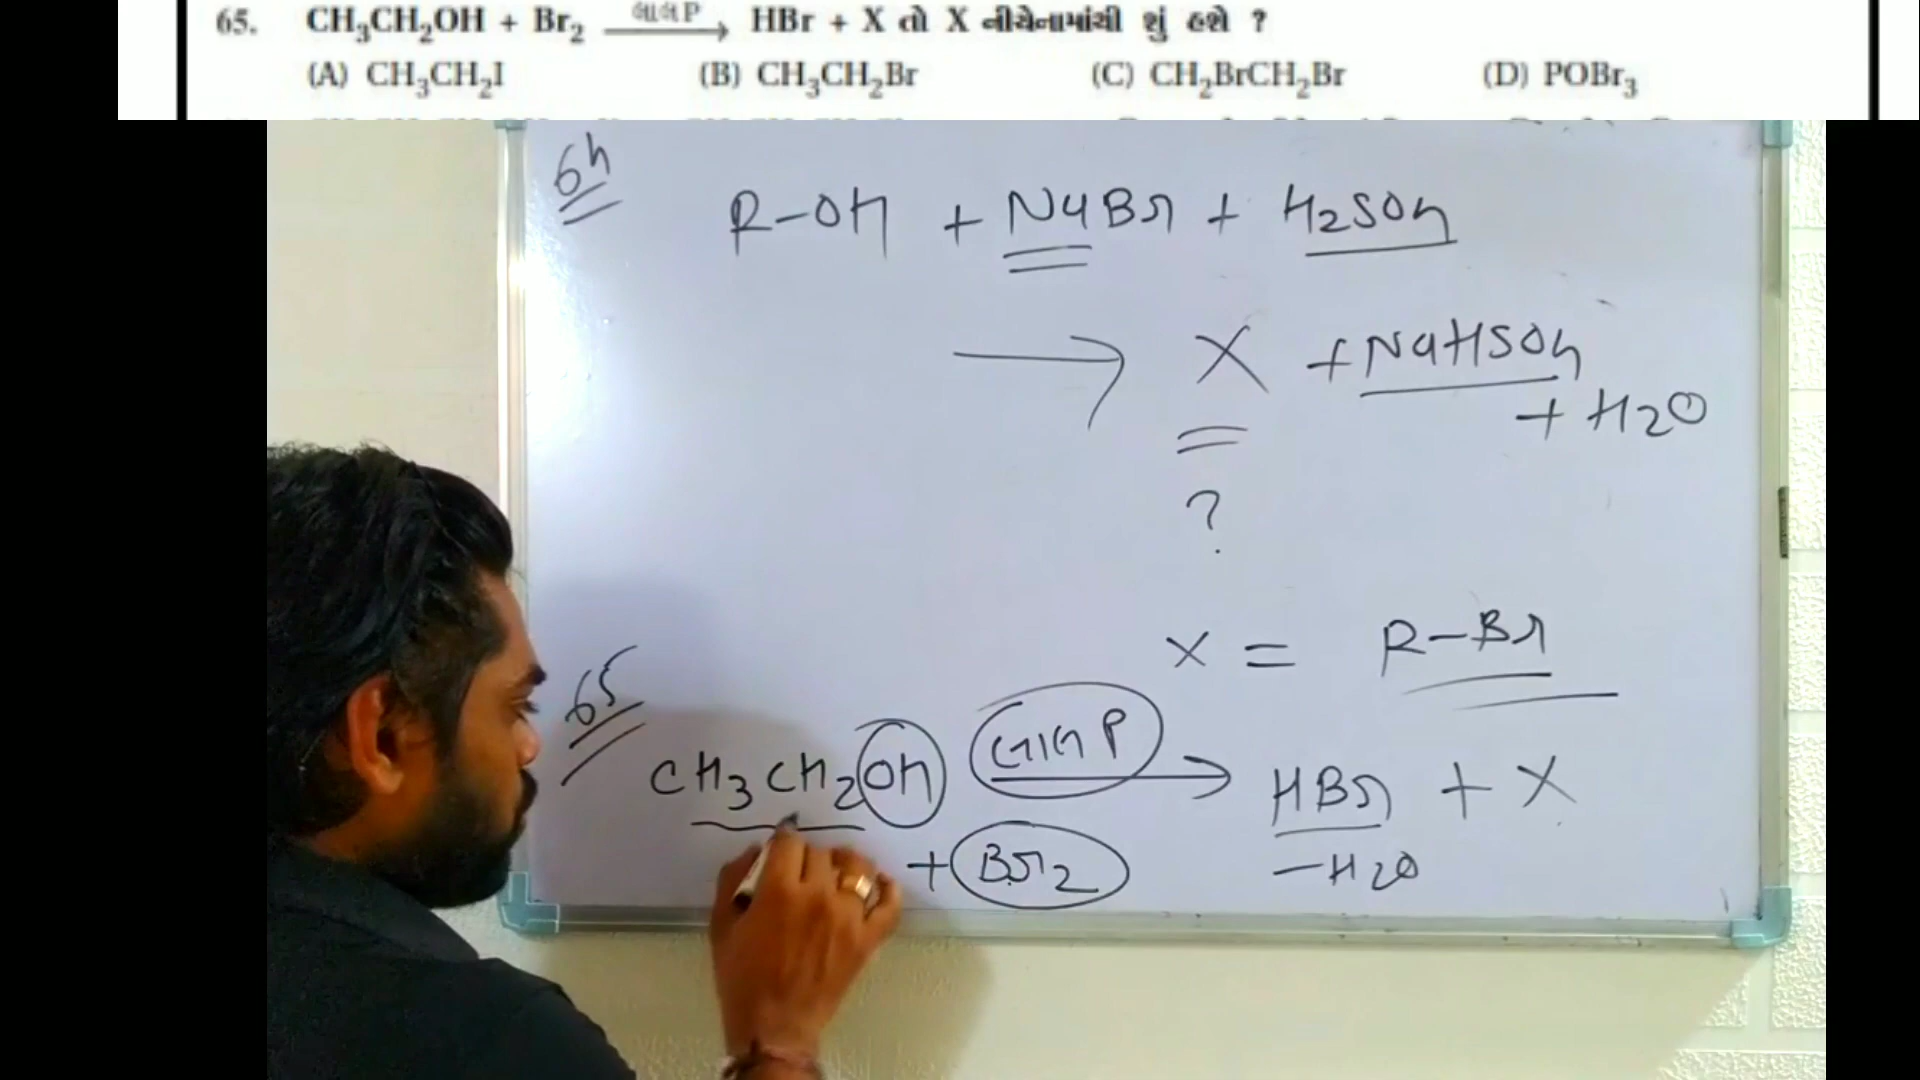 65. CH₃CH₂OH + Br₂ લાલ P → HBr + X તો X નીચેનામાંથી શું હશે ?
(A) CH₃CH₂I (B) CH₃CH₂Br (C) CH₂BrCH₂Br (D) POBr₃
64
R-OH + NaBr + H₂SO₄
→ X + NaHSO₄
+ H₂O
?
X = R-Br
65
CH₃CH₂OH લાલ P → HBr + X
+ Br₂ -H₂O